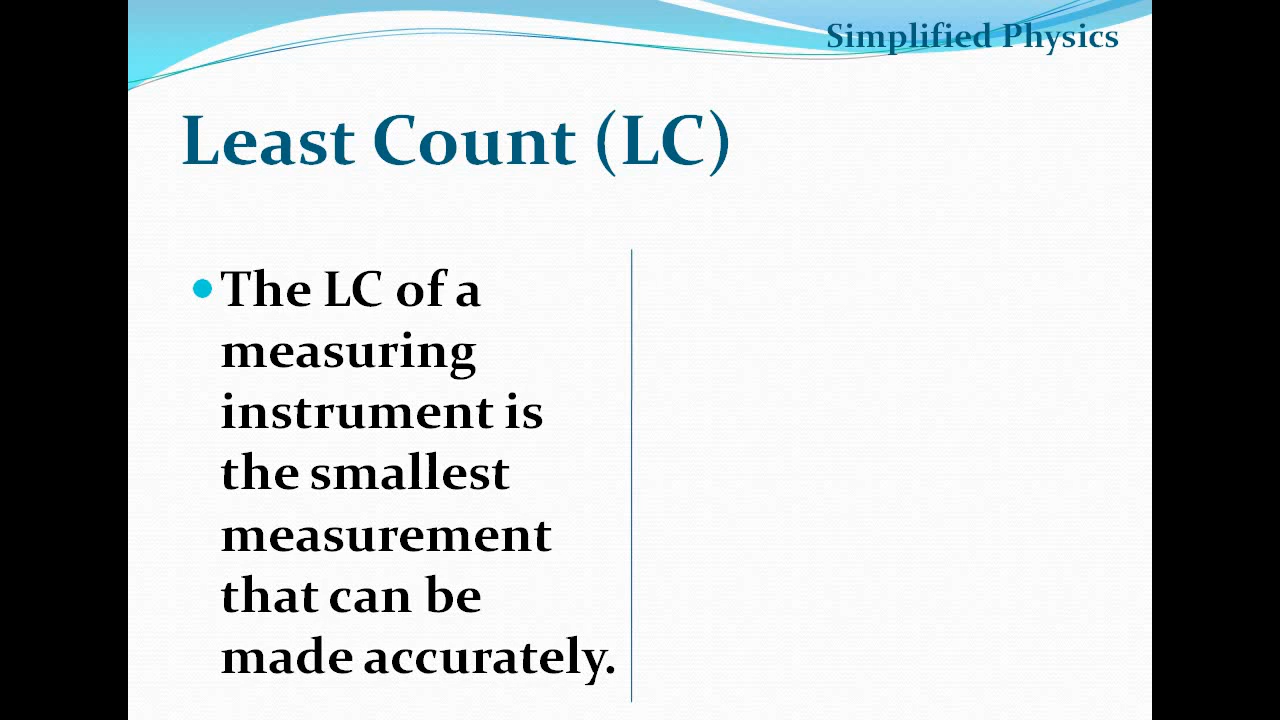 Simplified Physics
Least Count (LC)
The LC of a
measuring
instrument is
the smallest
measurement
that can be
made accurately.